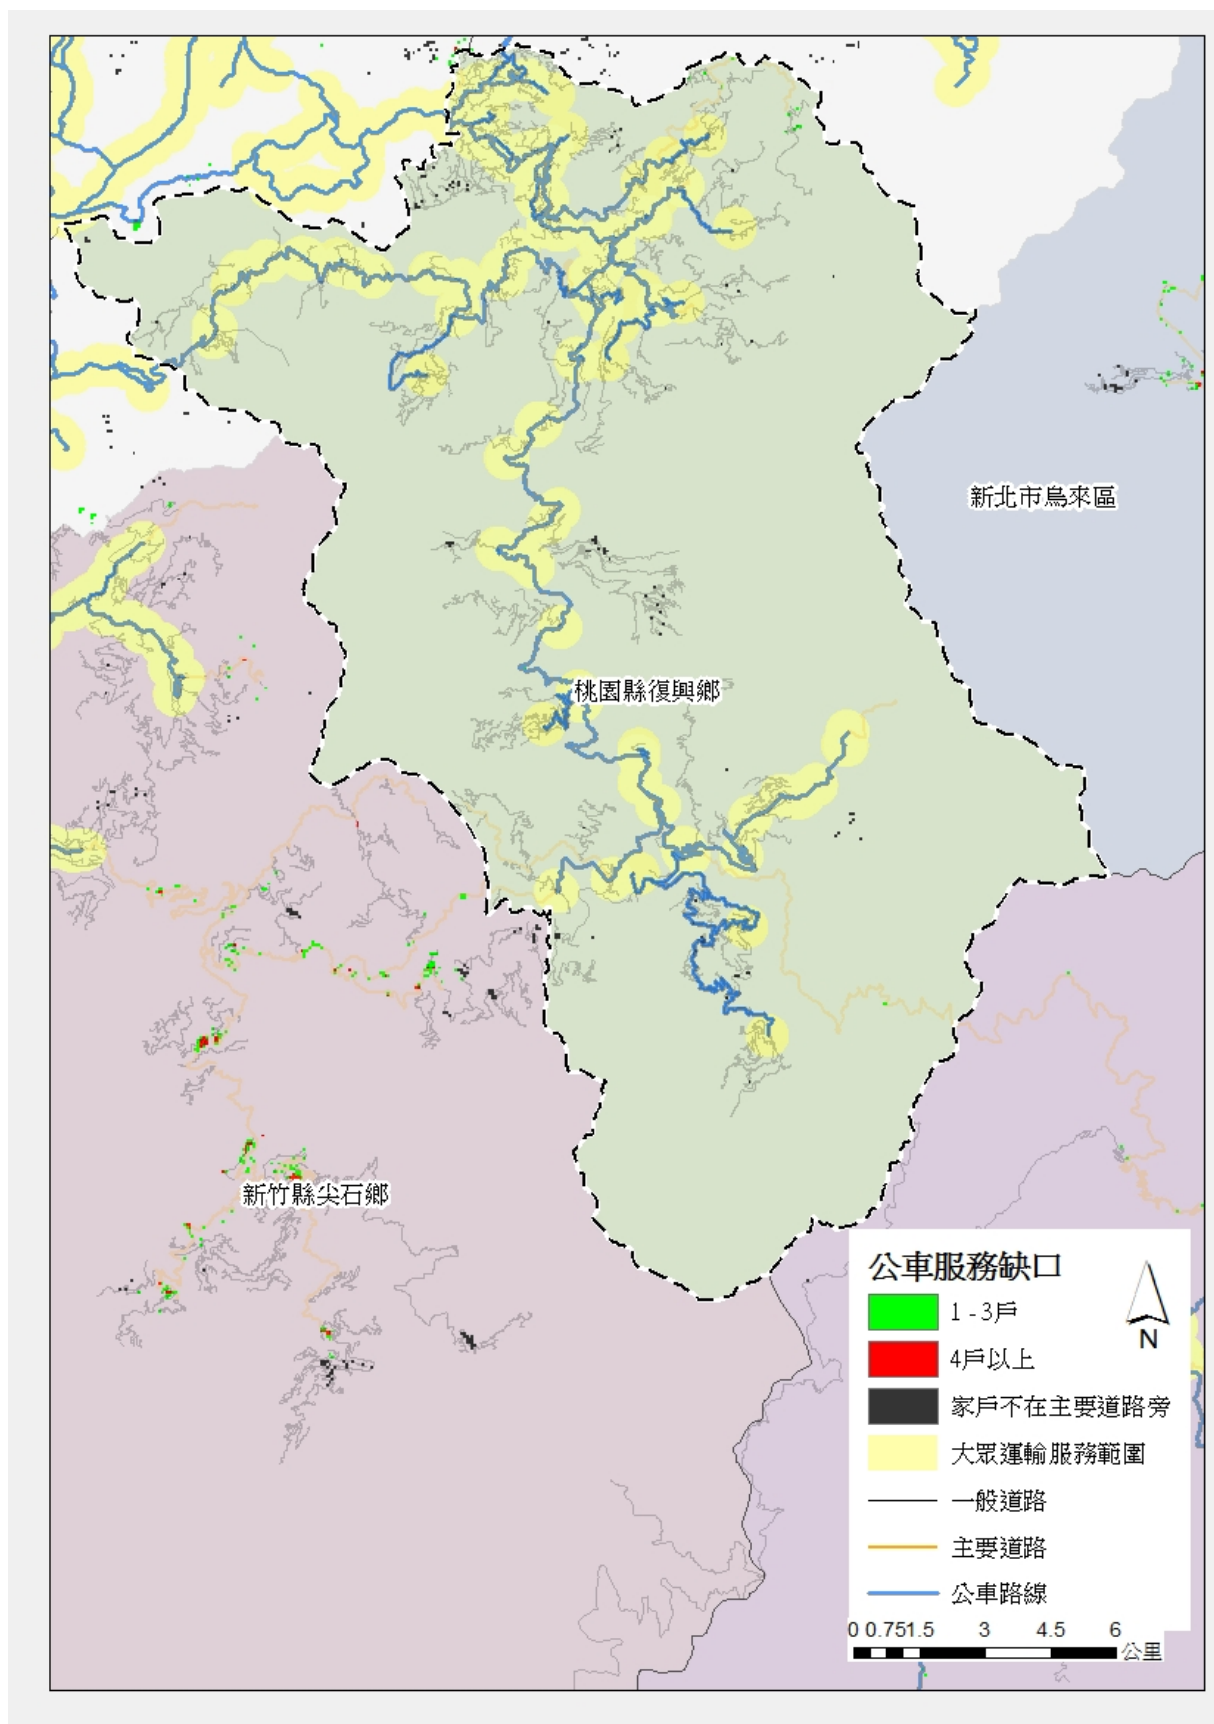 新北市烏來區
桃園縣復興鄉
新竹縣尖石鄉
公車服務缺口
1 - 3戶
4戶以上
家戶不在主要道路旁
大眾運輸服務範圍
一般道路
主要道路
公車路線
N
0 0.751.5 3 4.5 6
公里